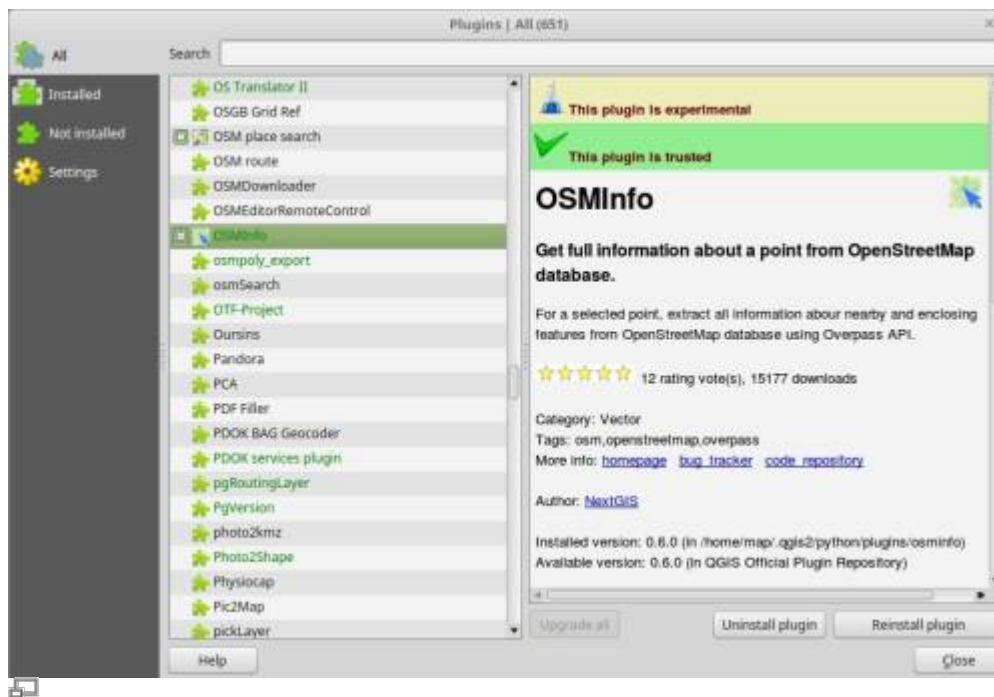 Plugins | All (651)
All
Installed
Not installed
Settings
Search
OS Translator II
OSGB Grid Ref
OSM place search
OSM route
OSMDownloader
OSMEditorRemoteControl
OSMInfo
osmpoly_export
osmSearch
OTF-Project
Oursins
Pandora
PCA
PDF Filler
PDOK BAG Geocoder
PDOK services plugin
pgRoutingLayer
PgVersion
photo2kmz
Photo2Shape
Physiocap
Pic2Map
pickLayer
This plugin is experimental
This plugin is trusted
OSMInfo
Get full information about a point from OpenStreetMap
database.
For a selected point, extract all information abour nearby and enclosing
features from OpenStreetMap database using Overpass API.
12 rating vote(s), 15177 downloads
Category: Vector
Tags: osm,openstreetmap,overpass
More info: homepage bug tracker code repository
Author: NextGIS
Installed version: 0.6.0 (in /home/map/.qgis2/python/plugins/osminfo)
Available version: 0.6.0 (in QGIS Official Plugin Repository)
Upgrade all
Uninstall plugin
Reinstall plugin
Help
Close